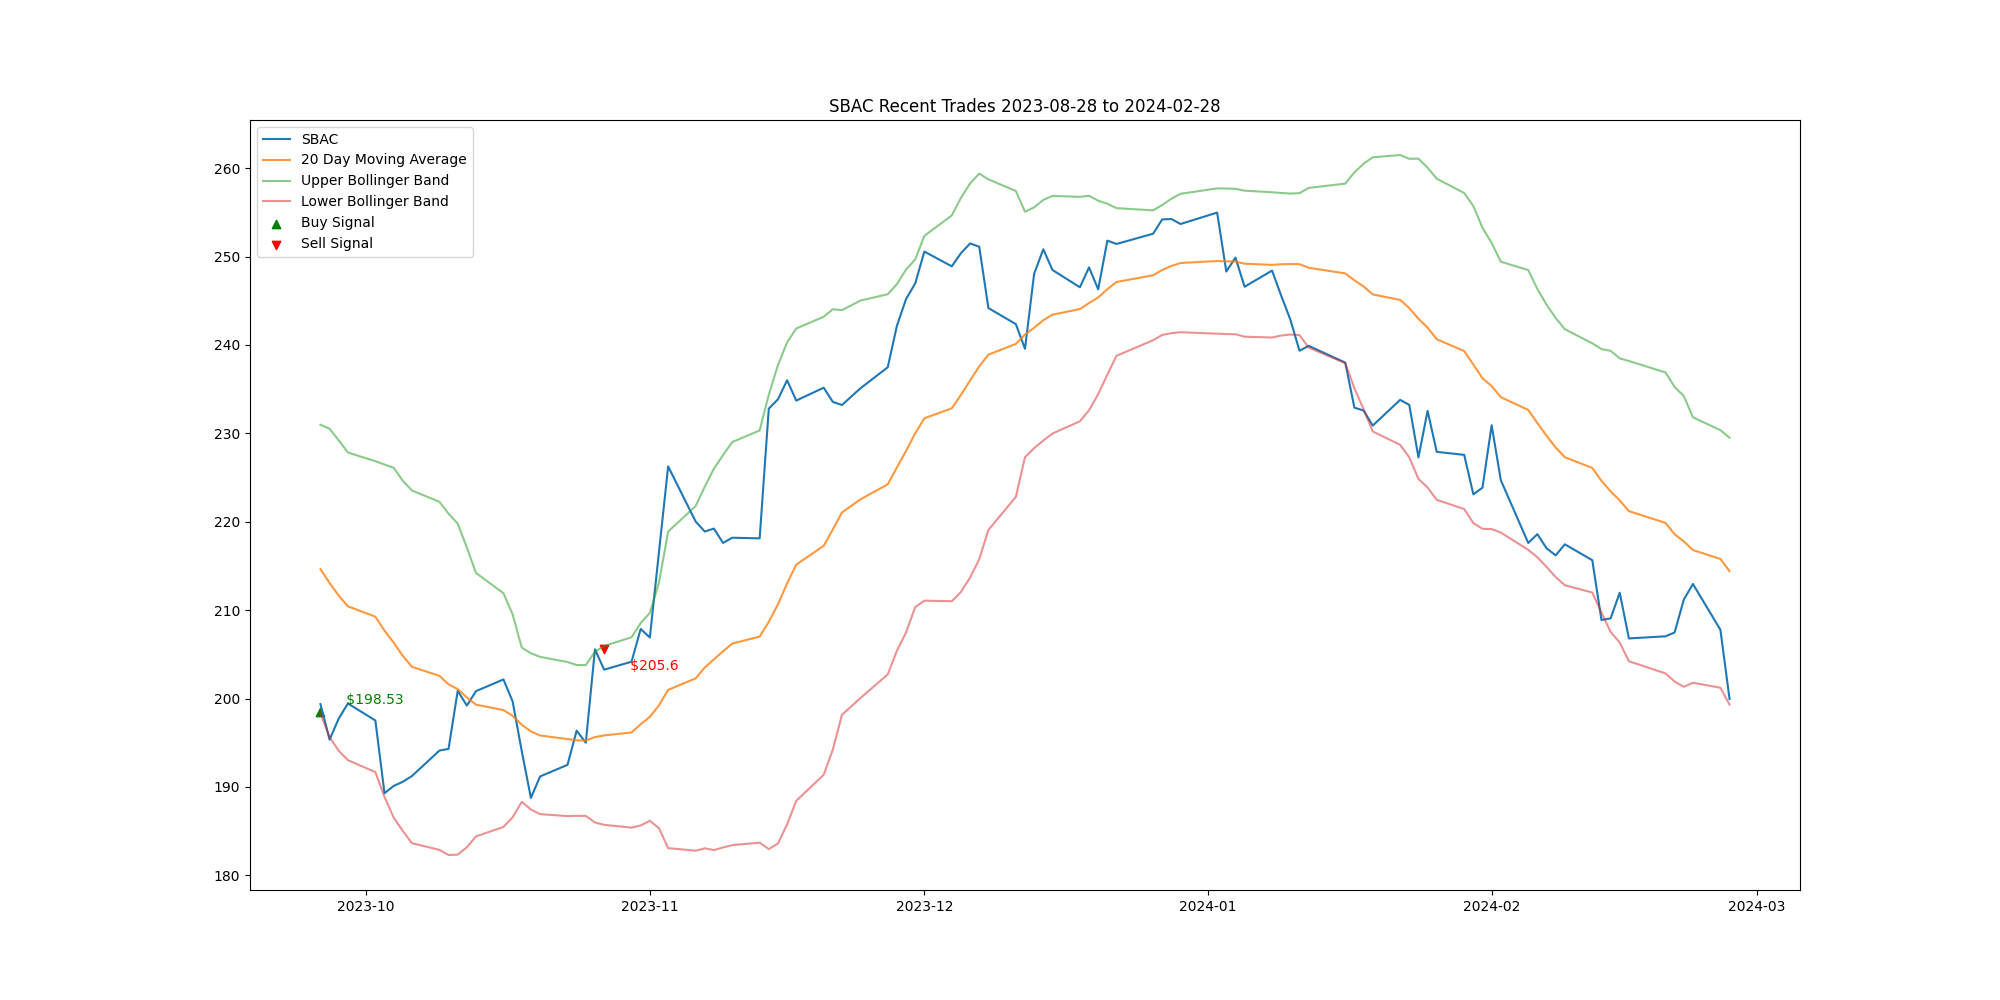 SBAC Recent Trades 2023-08-28 to 2024-02-28
SBAC
20 Day Moving Average
Upper Bollinger Band
Lower Bollinger Band
Buy Signal
Sell Signal
260
250
240
230
220
210
200
190
180
$198.53
$205.6
2023-10
2023-11
2023-12
2024-01
2024-02
2024-03